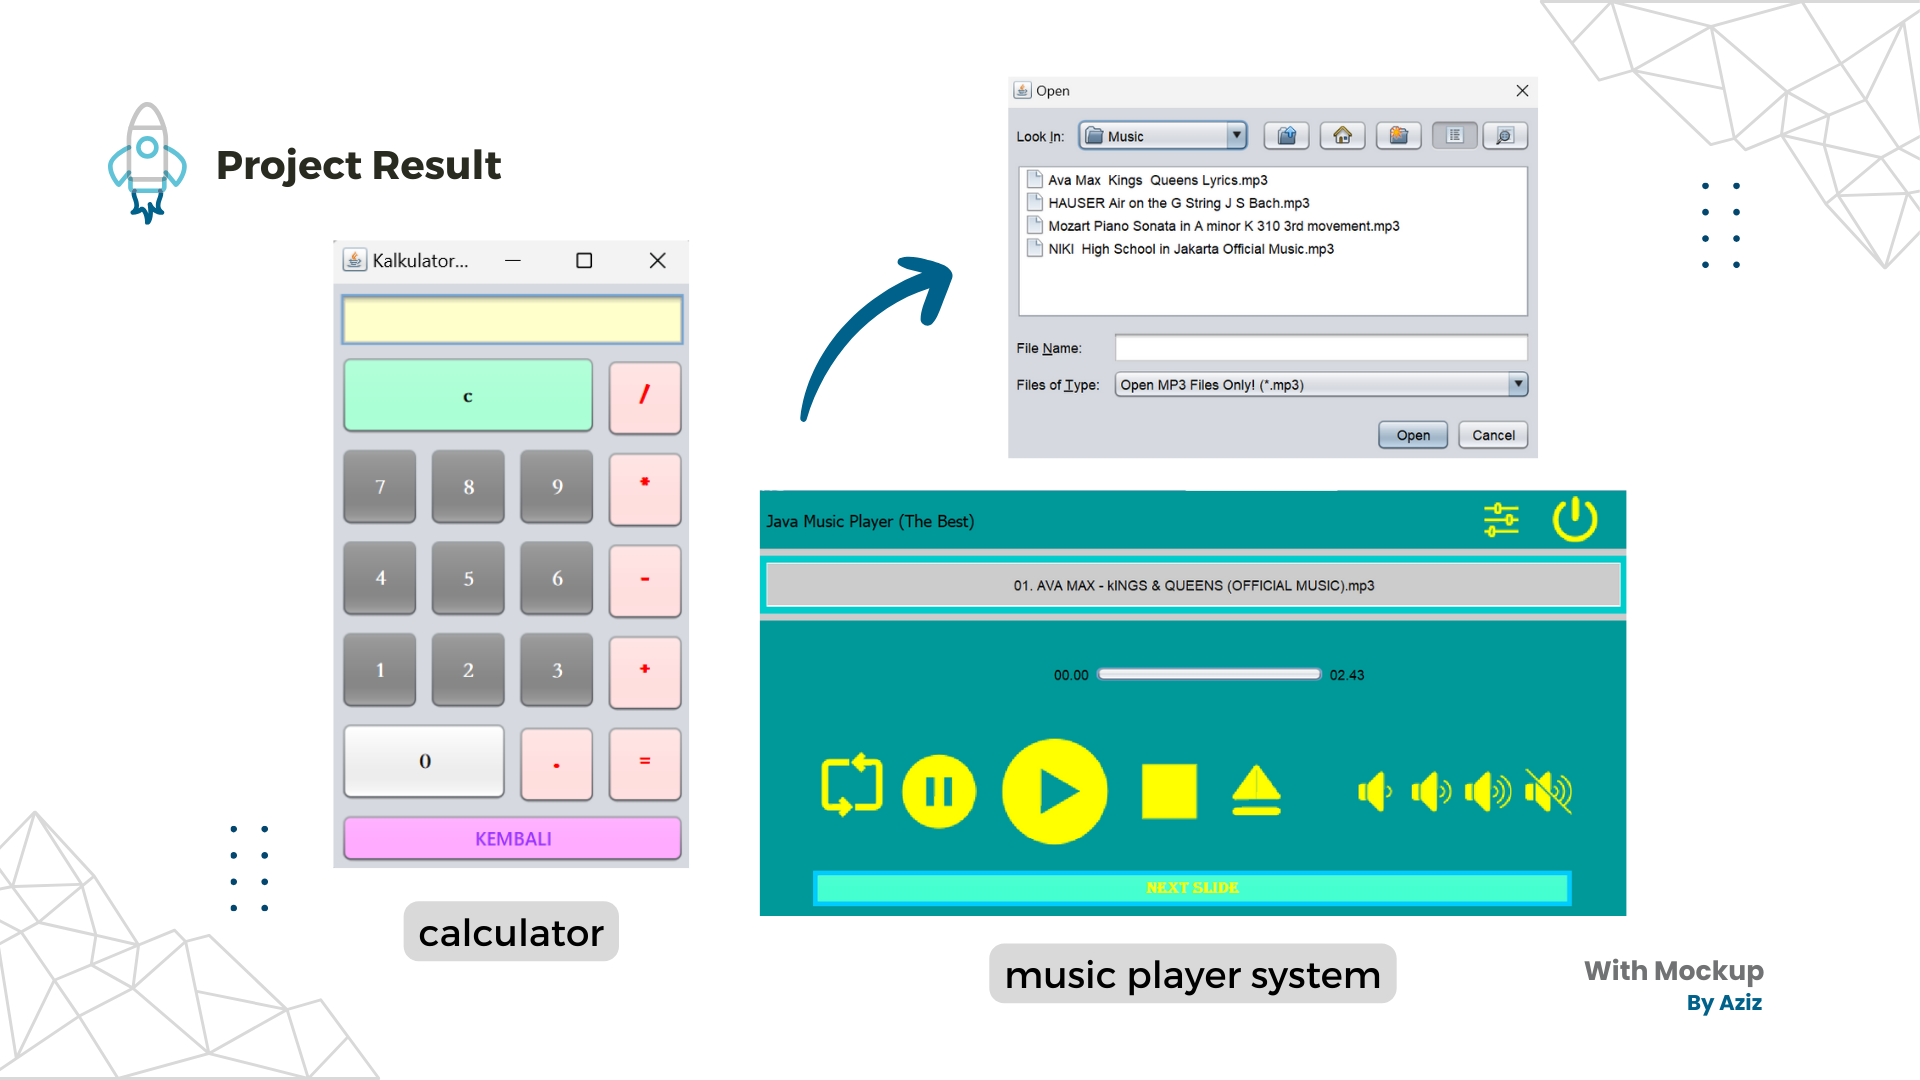 Project Result
Kalkulator...
c /
7 8 9 *
4 5 6 -
1 2 3 +
0 . =
KEMBALI
calculator
Open
Look In: Music
Ava Max  Kings  Queens Lyrics.mp3
HAUSER Air on the G String J S Bach.mp3
Mozart Piano Sonata in A minor K 310 3rd movement.mp3
NIKI  High School in Jakarta Official Music.mp3
File Name:
Files of Type: Open MP3 Files Only! (*.mp3)
Open Cancel
Java Music Player (The Best)
01. AVA MAX - kINGS & QUEENS (OFFICIAL MUSIC).mp3
00.00 02.43
NEXT SLIDE
music player system
With Mockup
By Aziz